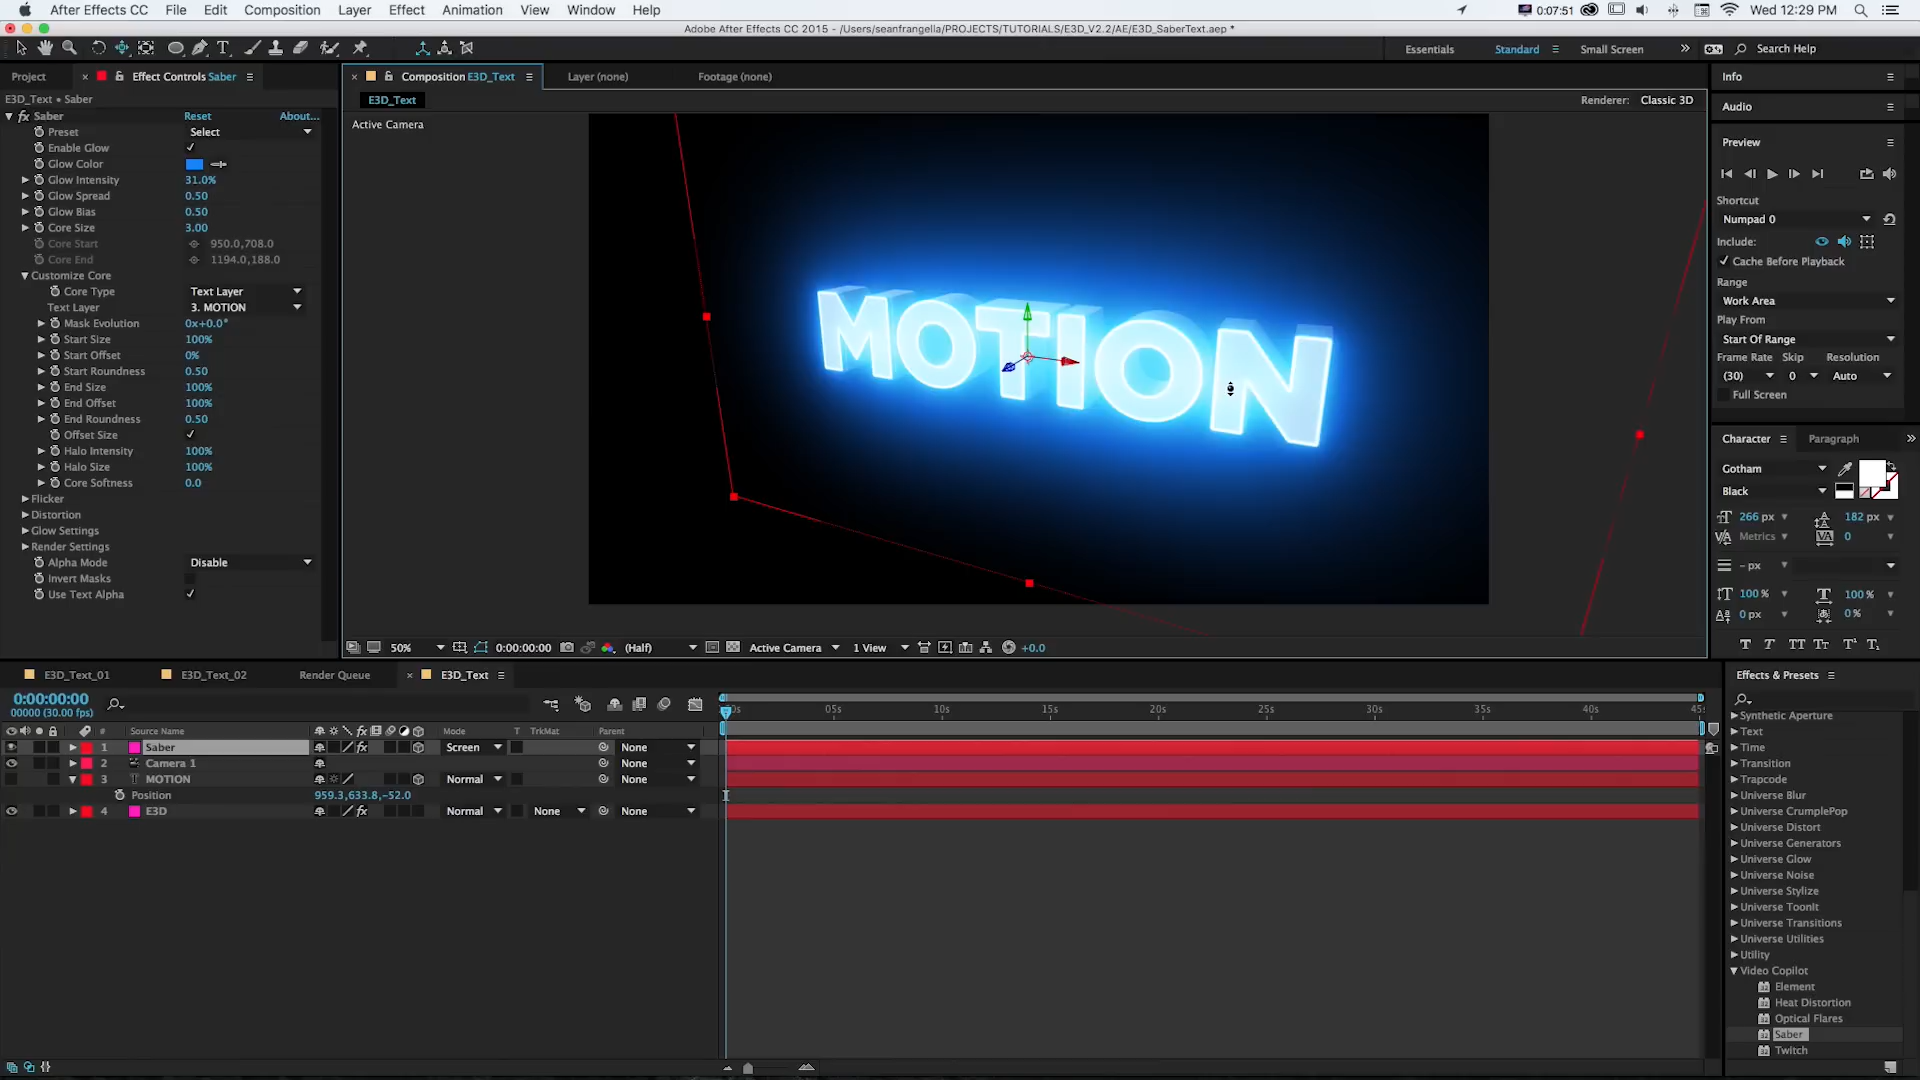 After Effects CC File Edit Composition Layer Effect Animation View Window Help 0:07:51 Wed 12:29 PM
Adobe After Effects CC 2015 - /Users/seanfrangella/PROJECTS/TUTORIALS/E3D_V2.2/AE/E3D_SaberText.aep *
Essentials Standard Small Screen Search Help
Project Effect Controls Saber
E3D_Text • Saber
fx Saber Reset About...
Preset Select
Enable Glow
Glow Color
Glow Intensity 31.0%
Glow Spread 0.50
Glow Bias 0.50
Core Size 3.00
Core Start 950.0,708.0
Core End 1194.0,188.0
Customize Core
Core Type Text Layer
Text Layer 3. MOTION
Mask Evolution 0x+0.0°
Start Size 100%
Start Offset 0%
Start Roundness 0.50
End Size 100%
End Offset 100%
End Roundness 0.50
Offset Size
Halo Intensity 100%
Halo Size 100%
Core Softness 0.0
Flicker
Distortion
Glow Settings
Render Settings
Alpha Mode Disable
Invert Masks
Use Text Alpha
Composition E3D_Text Layer (none) Footage (none)
E3D_Text Renderer: Classic 3D
Active Camera
MOTION
50% 0:00:00:00 (Half) Active Camera 1 View +0.0
Info
Audio
Preview
Shortcut
Numpad 0
Include:
Cache Before Playback
Range
Work Area
Play From
Start Of Range
Frame Rate Skip Resolution
(30) 0 Auto
Full Screen
Character Paragraph
Gotham
Black
266 px 182 px
Metrics 0
- px
100 % 100 %
0 px 0 %
E3D_Text_01 E3D_Text_02 Render Queue E3D_Text
0:00:00:00
00000 (30.00 fps)
05s 10s 15s 20s 25s 30s 35s 40s 45s
# Source Name fx Mode T TrkMat Parent
1 Saber fx Screen None
2 Camera 1 None
3 MOTION Normal None
Position 959.3,633.8,-52.0
4 E3D fx Normal None None
Effects & Presets
Synthetic Aperture
Text
Time
Transition
Trapcode
Universe Blur
Universe CrumplePop
Universe Distort
Universe Generators
Universe Glow
Universe Noise
Universe Stylize
Universe ToonIt
Universe Transitions
Universe Utilities
Utility
Video Copilot
Element
Heat Distortion
Optical Flares
Saber
Twitch